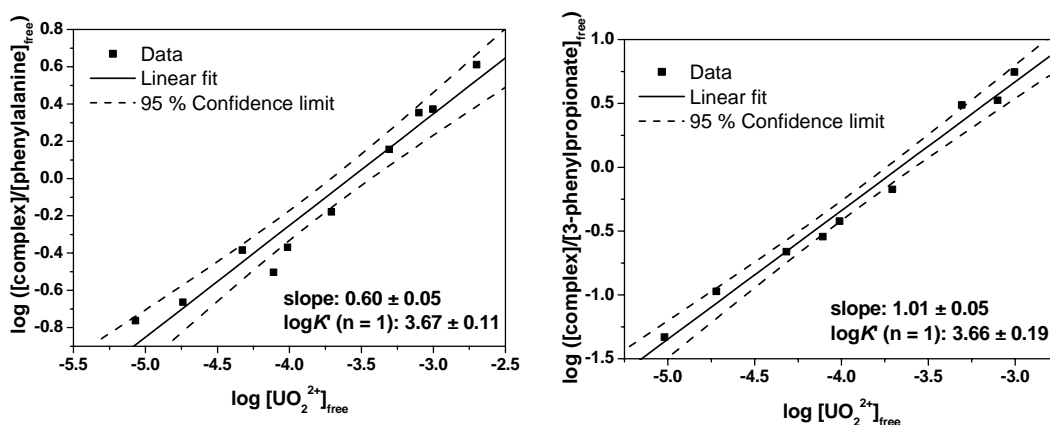 log ([complex]/[phenylalanine]free)
0.8
0.6
0.4
0.2
0.0
-0.2
-0.4
-0.6
-0.8
Data
Linear fit
95 % Confidence limit
slope: 0.60 ± 0.05
logK' (n = 1): 3.67 ± 0.11
-5.5 -5.0 -4.5 -4.0 -3.5 -3.0 -2.5
log [UO₂²⁺]free
log ([complex]/[3-phenylpropionate]free)
1.0
0.5
0.0
-0.5
-1.0
-1.5
Data
Linear fit
95 % Confidence limit
slope: 1.01 ± 0.05
logK' (n = 1): 3.66 ± 0.19
-5.0 -4.5 -4.0 -3.5 -3.0
log [UO₂²⁺]free